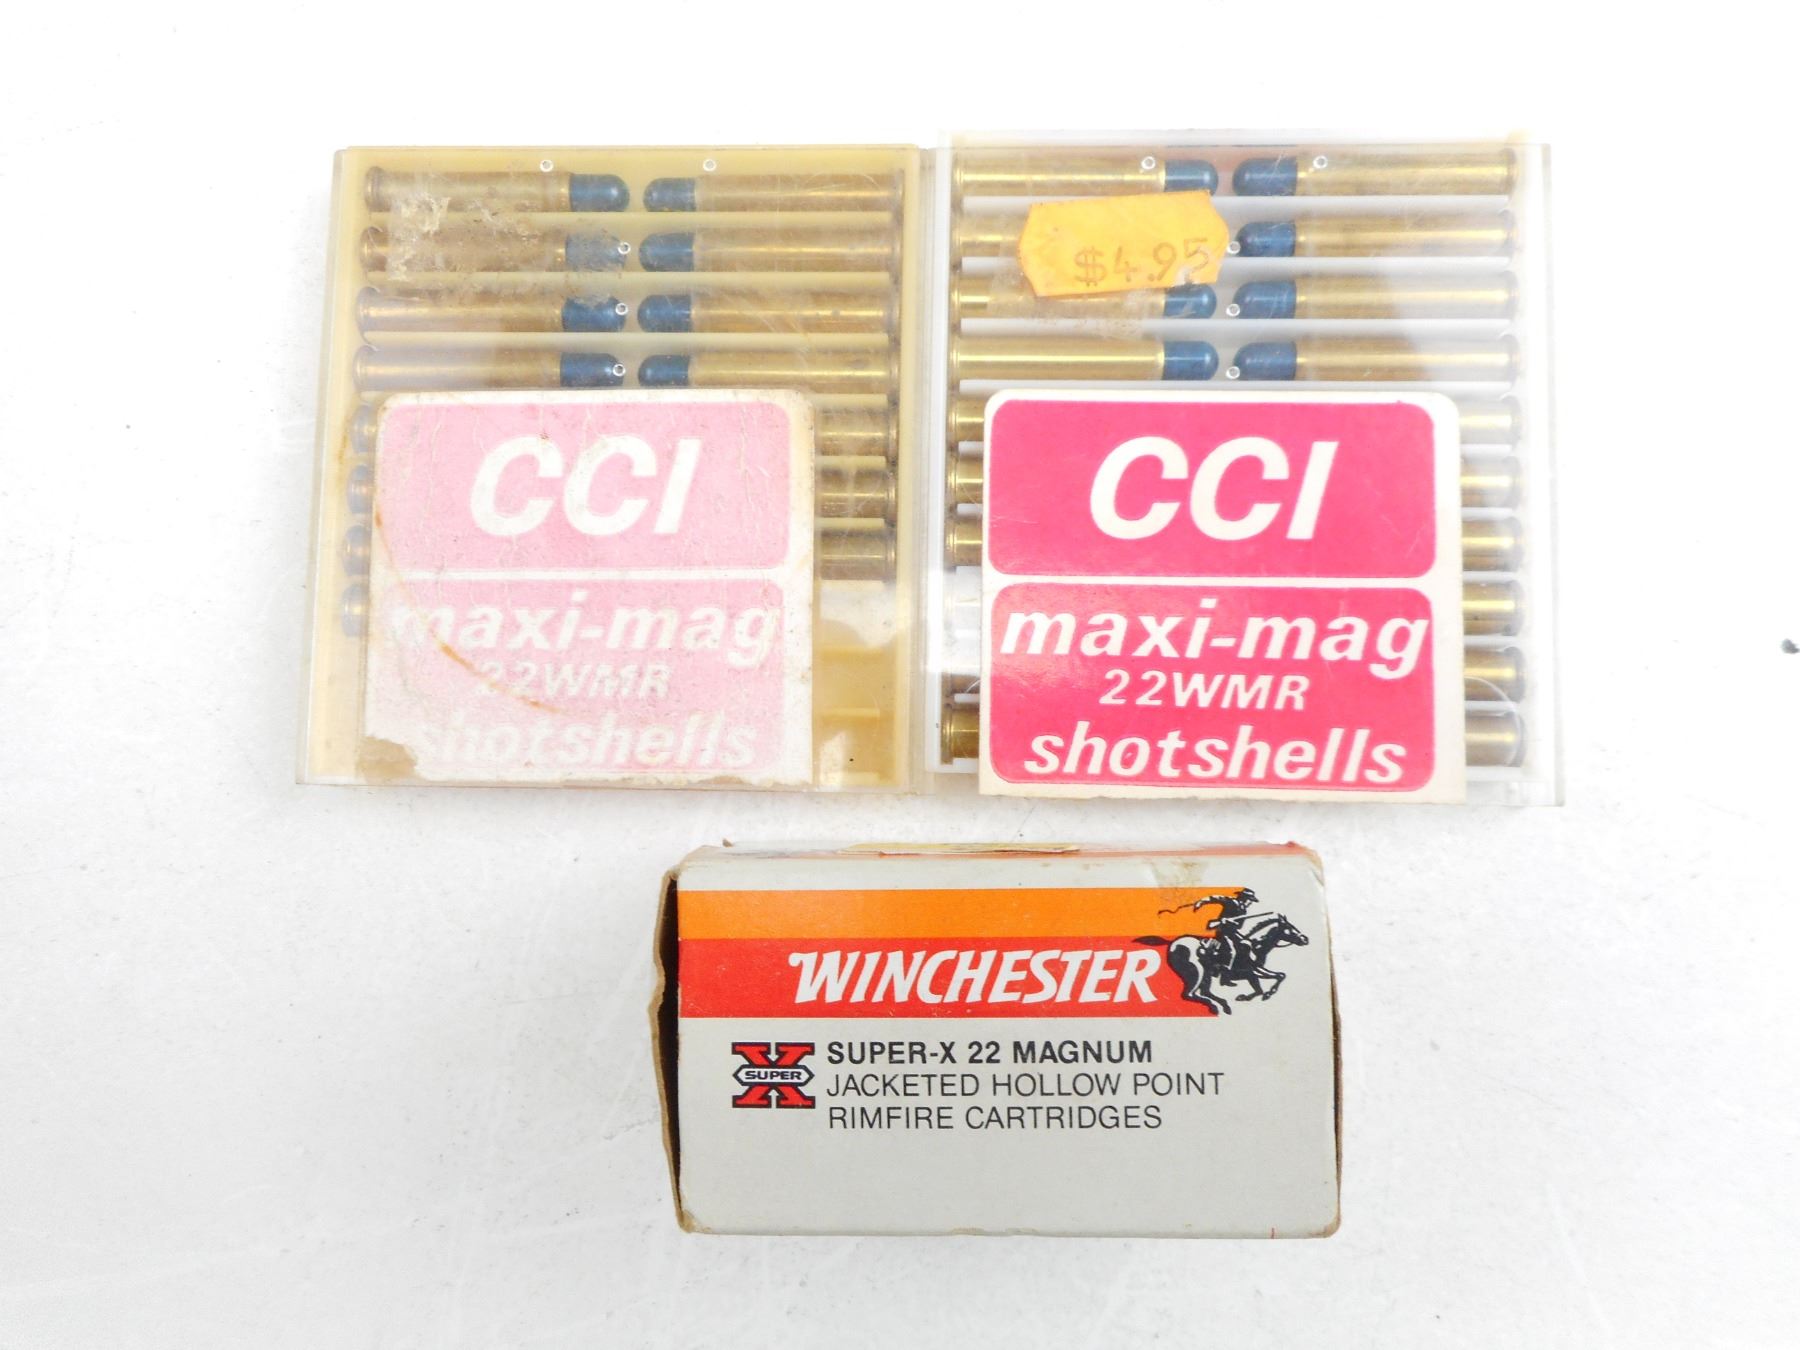 $4.95
CCI
maxi-mag
22WMR
shotshells
CCI
maxi-mag
22WMR
shotshells
WINCHESTER
SUPER
SUPER-X 22 MAGNUM
JACKETED HOLLOW POINT
RIMFIRE CARTRIDGES